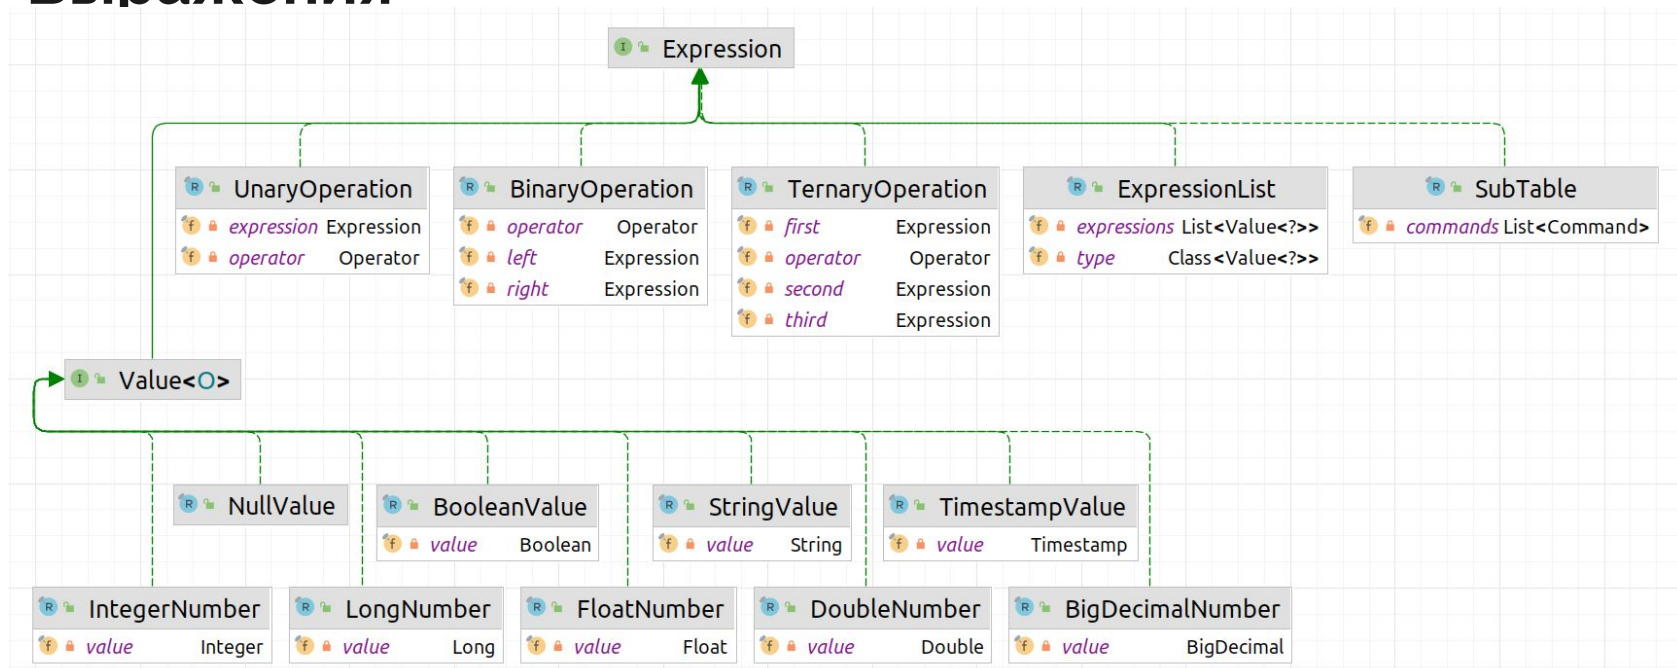 Выражения
Expression
UnaryOperation
expression Expression
operator Operator
BinaryOperation
operator Operator
left Expression
right Expression
TernaryOperation
first Expression
operator Operator
second Expression
third Expression
ExpressionList
expressions List<Value<?>>
type Class<Value<?>>
SubTable
commands List<Command>
Value<O>
NullValue
BooleanValue
value Boolean
StringValue
value String
TimestampValue
value Timestamp
IntegerNumber
value Integer
LongNumber
value Long
FloatNumber
value Float
DoubleNumber
value Double
BigDecimalNumber
value BigDecimal